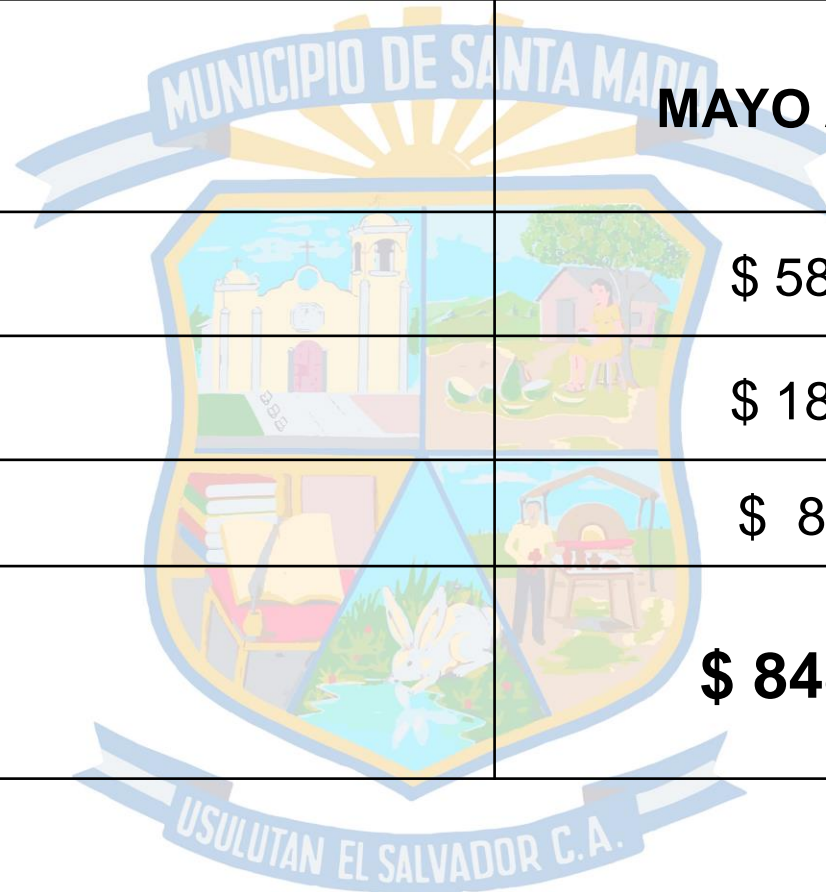 MUNICIPIO DE SANTA MARIA
MAYO
$ 58
$ 18
$ 8
$ 84
USULUTAN EL SALVADOR C.A.